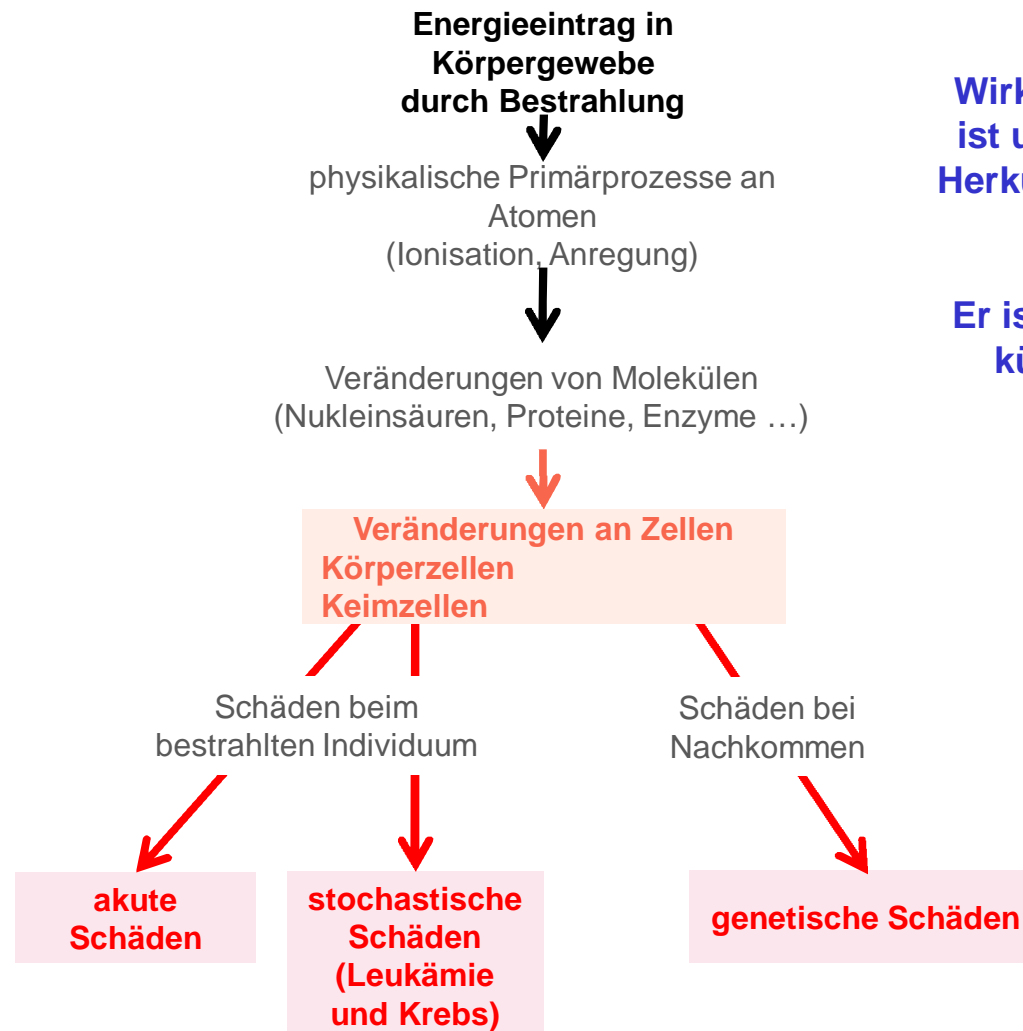 Energieeintrag in
Körpergewebe
durch Bestrahlung
physikalische Primärprozesse an
Atomen
(Ionisation, Anregung)
Veränderungen von Molekülen
(Nukleinsäuren, Proteine, Enzyme …)
Veränderungen an Zellen
Körperzellen
Keimzellen
Schäden beim
bestrahlten Individuum
Schäden bei
Nachkommen
akute
Schäden
stochastische
Schäden
(Leukämie
und Krebs)
genetische Schäden
ist
Er